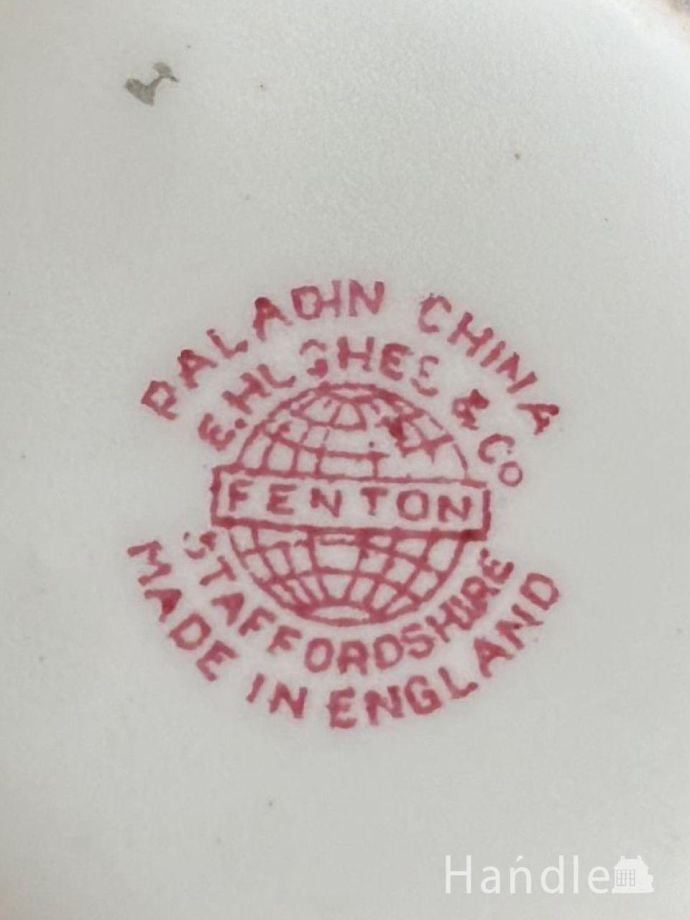 PALADIN CHINA
E. HUGHES & Co
FENTON
STAFFORDSHIRE
MADE IN ENGLAND
Handle